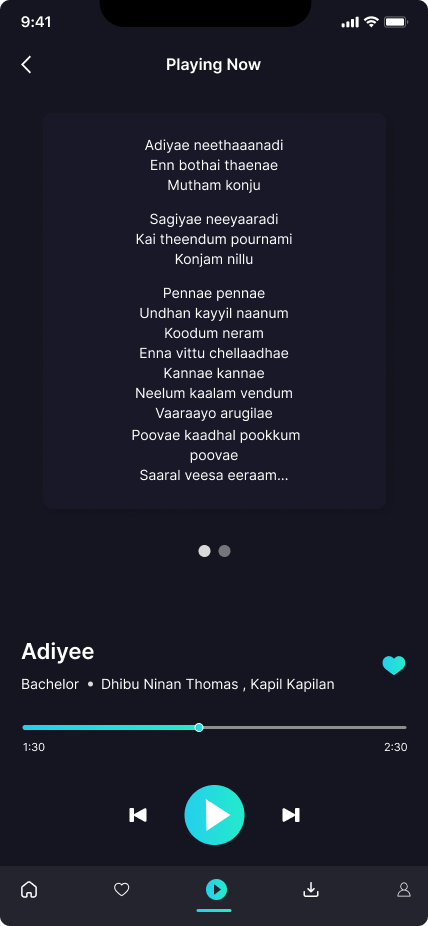 9:41
Playing Now
Adiyae neethaaanadi
Enn bothai thaenae
Mutham konju
Sagiyae neeyaaradi
Kai theendum pournami
Konjam nillu
Pennae pennae
Undhan kayyil naanum
Koodum neram
Enna vittu chellaadhae
Kannae kannae
Neelum kaalam vendum
Vaaraayo arugilae
Poovae kaadhal pookkum
poovae
Saaral veesa eeraam...
Adiyee
Bachelor • Dhibu Ninan Thomas , Kapil Kapilan
1:30 2:30